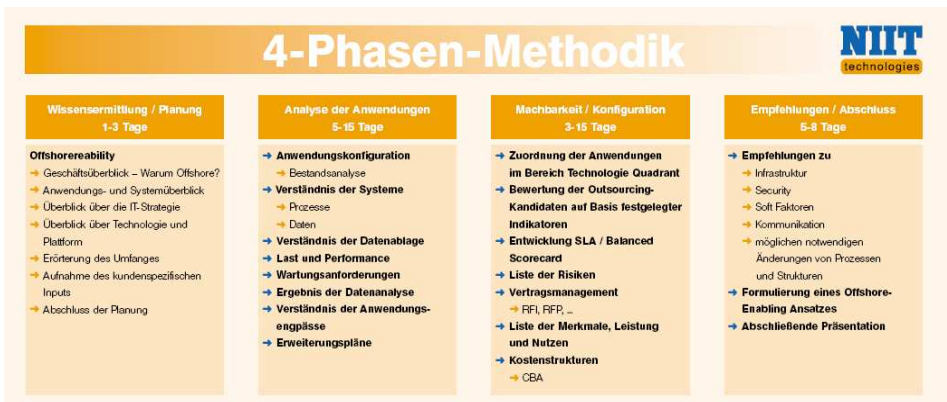 4-Phasen-Methodik
NIIT
technologies
Wissensermittlung / Planung
1-3 Tage
Offshorereability
➔ Geschäftsüberblick – Warum Offshore?
➔ Anwendungs- und Systemüberblick
➔ Überblick über die IT-Strategie
➔ Überblick über Technologie und
Plattform
➔ Erörterung des Umfanges
➔ Aufnahme des kundenspezifischen
Inputs
➔ Abschluss der Planung
Analyse der Anwendungen
5-15 Tage
➔ Anwendungskonfiguration
➔ Bestandsanalyse
➔ Verständnis der Systeme
➔ Prozesse
➔ Daten
➔ Verständnis der Datenablage
➔ Last und Performance
➔ Wartungsanforderungen
➔ Ergebnis der Datenanalyse
➔ Verständnis der Anwendungs-
engpässe
➔ Erweiterungspläne
Machbarkeit / Konfiguration
3-15 Tage
➔ Zuordnung der Anwendungen
im Bereich Technologie Quadrant
➔ Bewertung der Outsourcing-
Kandidaten auf Basis festgelegter
Indikatoren
➔ Entwicklung SLA / Balanced
Scorecard
➔ Liste der Risiken
➔ Vertragsmanagement
➔ RFI, RFP, ...
➔ Liste der Merkmale, Leistung
und Nutzen
➔ Kostenstrukturen
➔ CBA
Empfehlungen / Abschluss
5-8 Tage
➔ Empfehlungen zu
➔ Infrastruktur
➔ Security
➔ Soft Faktoren
➔ Kommunikation
➔ möglichen notwendigen
Änderungen von Prozessen
und Strukturen
➔ Formulierung eines Offshore-
Enabling Ansatzes
➔ Abschließende Präsentation